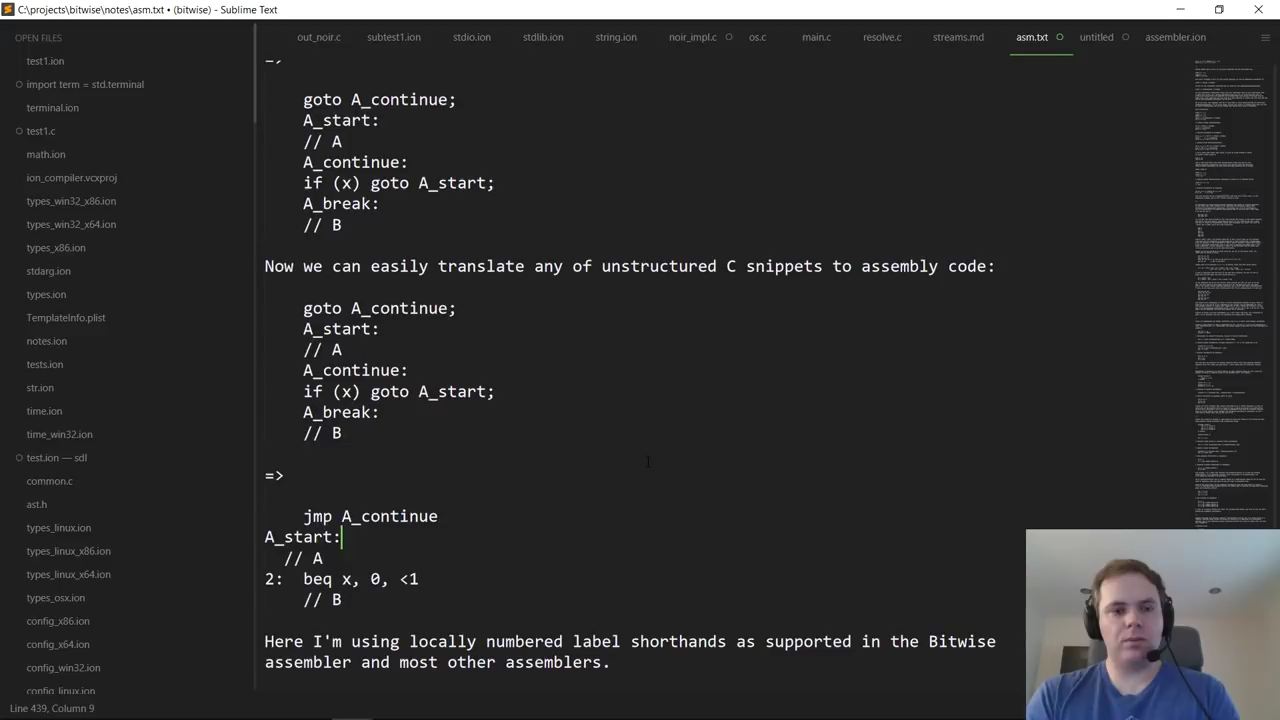 C:\projects\bitwise\notes\asm.txt • (bitwise) - Sublime Text
OPEN FILES
out_noir.c
subtest1.ion
stdio.ion
stdlib.ion
string.ion
noir_impl.c
os.c
main.c
resolve.c
streams.md
asm.txt
untitled
assembler.ion
test1.ion
import term = std.terminal
terminal.ion
test1.c
math.ion
ion_compiler.vcxproj
types_win32_x86.ion
types_win32_x64.ion
types_x86.ion
stdarg.ion
types.ion
TemplateInfo.plist
notes.ion
tests.ion
str.ion
time.ion
time_win32.ion
test.ion — sdl
common.c
ast.h
types_linux.ion
types_linux_x86.ion
types_linux_x64.ion
types_osx.ion
config_x86.ion
config_x64.ion
config_win32.ion
config_linux.ion
=>
goto A_continue;
A_start:
// A
A_continue:
if (x) goto A_start;
A_break:
// B
Now we can easily translate any of unstructured C snippets to assembly code:
goto A_continue;
A_start:
// A
A_continue:
if (x) goto A_start;
A_break:
// B
=>
jmp A_continue
A_start:
// A
2: beq x, 0, <1
// B
Here I'm using locally numbered label shorthands as supported in the Bitwise
assembler and most other assemblers.
Line 439, Column 9